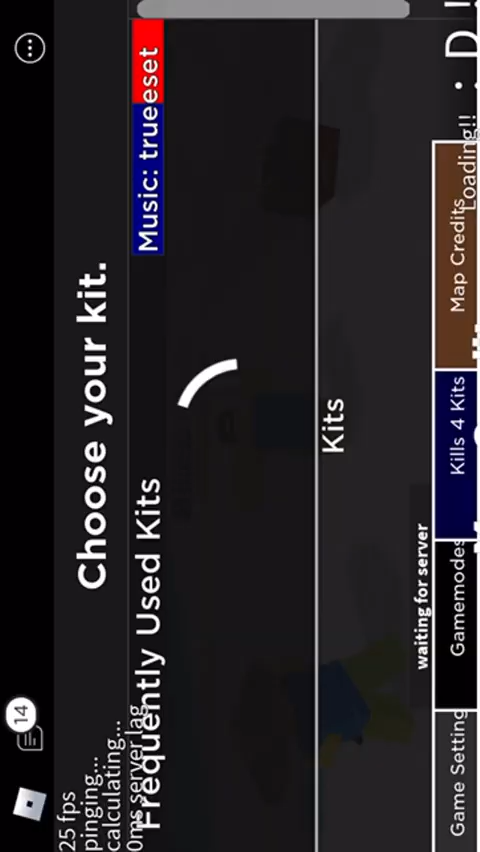 14
25 fps
pinging...
calculating...
0ms server lag
Choose your kit.
Frequently Used Kits
Music: trueeset
Kits
waiting for server
Game Setting
Gamemodes
Kills 4 Kits
Map Credits
Loading!!
: D !